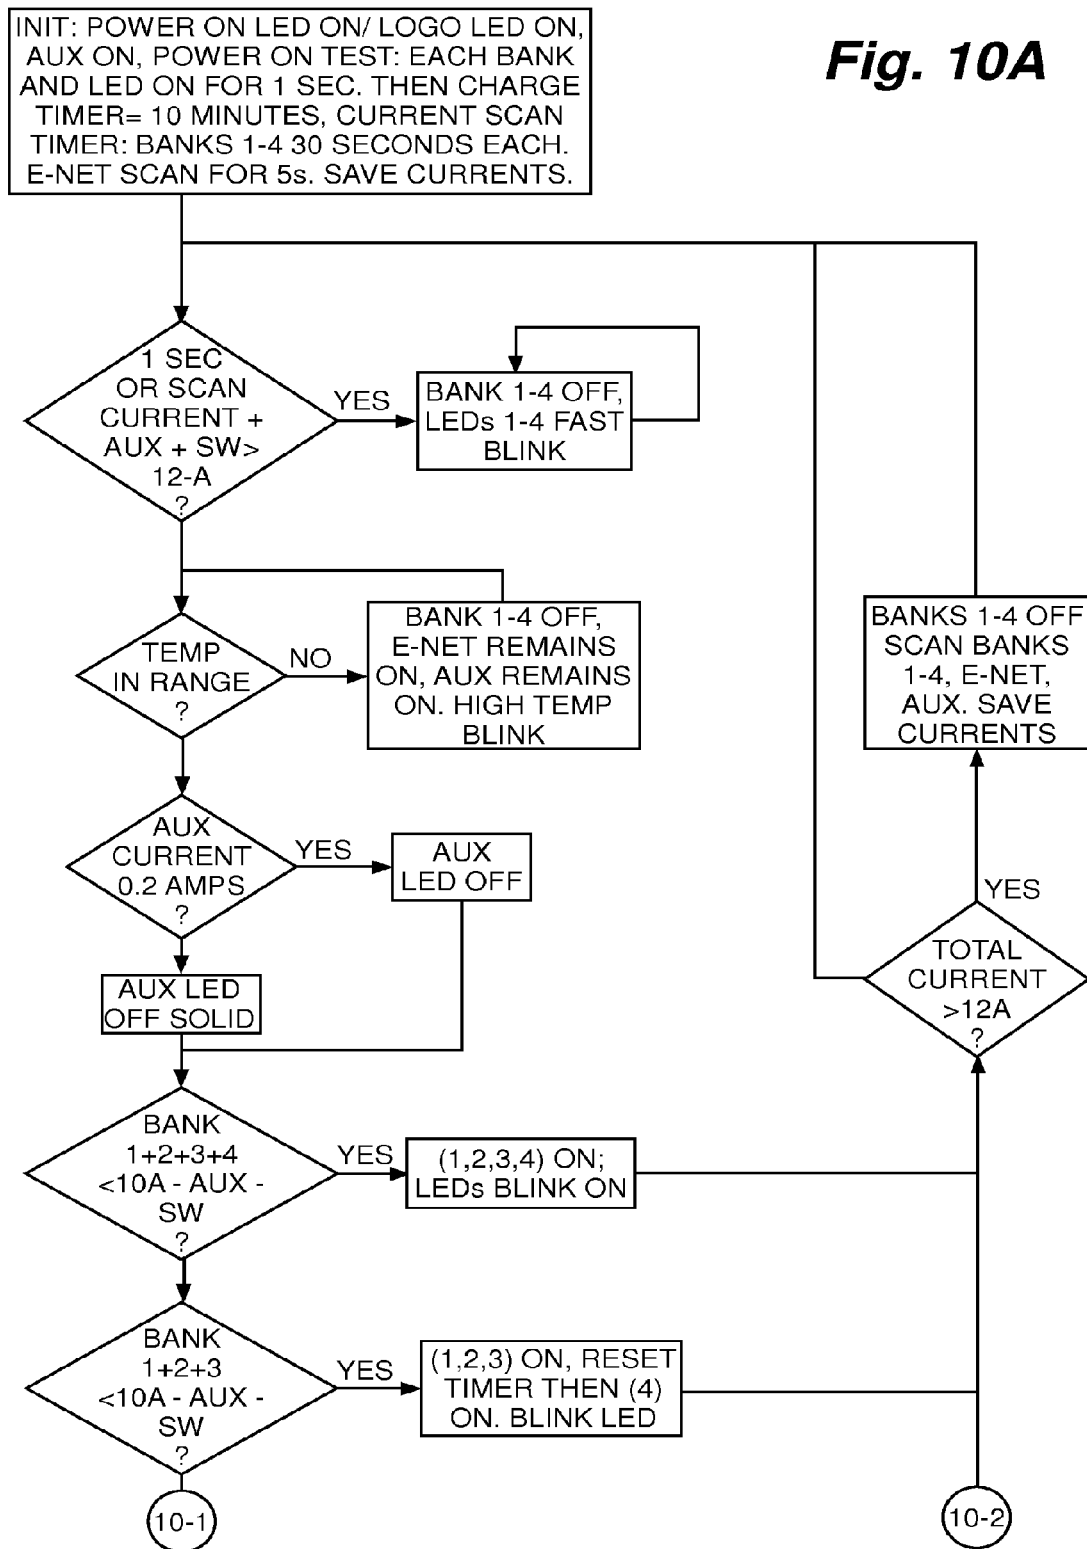 Fig. 10A
INIT: POWER ON LED ON/ LOGO LED ON,
AUX ON, POWER ON TEST: EACH BANK
AND LED ON FOR 1 SEC. THEN CHARGE
TIMER= 10 MINUTES, CURRENT SCAN
TIMER: BANKS 1-4 30 SECONDS EACH.
E-NET SCAN FOR 5s. SAVE CURRENTS.
1 SEC
OR SCAN
CURRENT +
AUX + SW>
12-A
?
YES
BANK 1-4 OFF,
LEDs 1-4 FAST
BLINK
TEMP
IN RANGE
?
NO
BANK 1-4 OFF,
E-NET REMAINS
ON, AUX REMAINS
ON. HIGH TEMP
BLINK
BANKS 1-4 OFF
SCAN BANKS
1-4, E-NET,
AUX. SAVE
CURRENTS
AUX
CURRENT
0.2 AMPS
?
YES
AUX
LED OFF
AUX LED
OFF SOLID
YES
TOTAL
CURRENT
>12A
?
BANK
1+2+3+4
<10A - AUX -
SW
?
YES
(1,2,3,4) ON;
LEDs BLINK ON
BANK
1+2+3
<10A - AUX -
SW
?
YES
(1,2,3) ON, RESET
TIMER THEN (4)
ON. BLINK LED
10-1
10-2